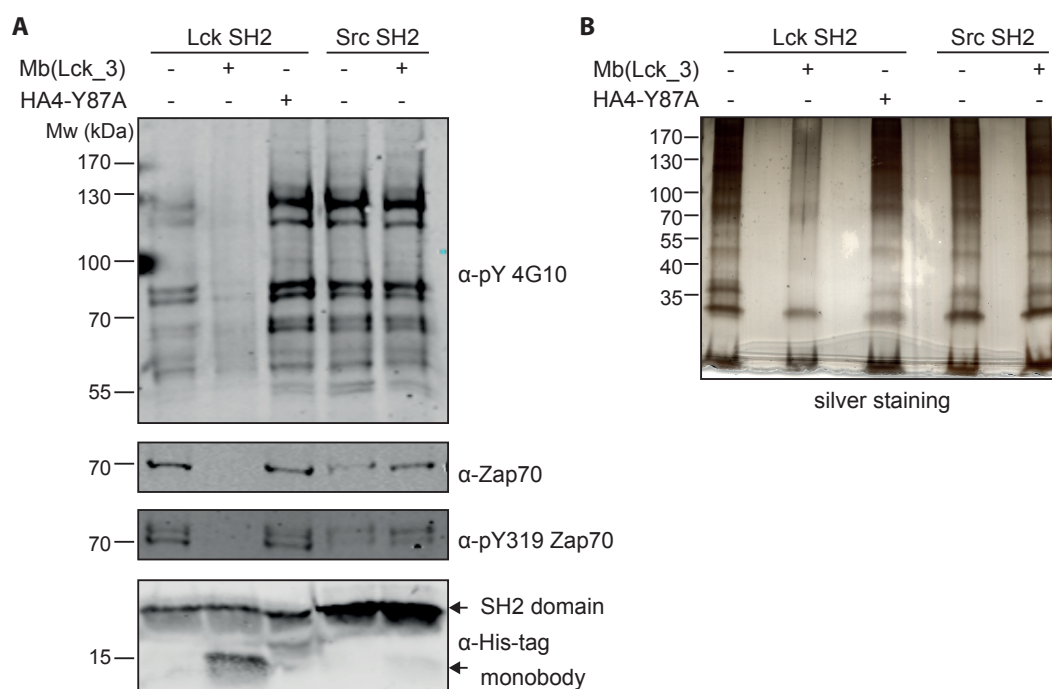 A
Lck SH2 Src SH2
Mb(Lck_3) - + - - +
HA4-Y87A - - + - -
Mw (kDa)
170
130
100
70
55
α-pY 4G10
70
α-Zap70
70
α-pY319 Zap70
SH2 domain
α-His-tag
15
monobody
B
Lck SH2 Src SH2
Mb(Lck_3) - + - - +
HA4-Y87A - - + - -
170
130
100
70
55
40
35
silver staining